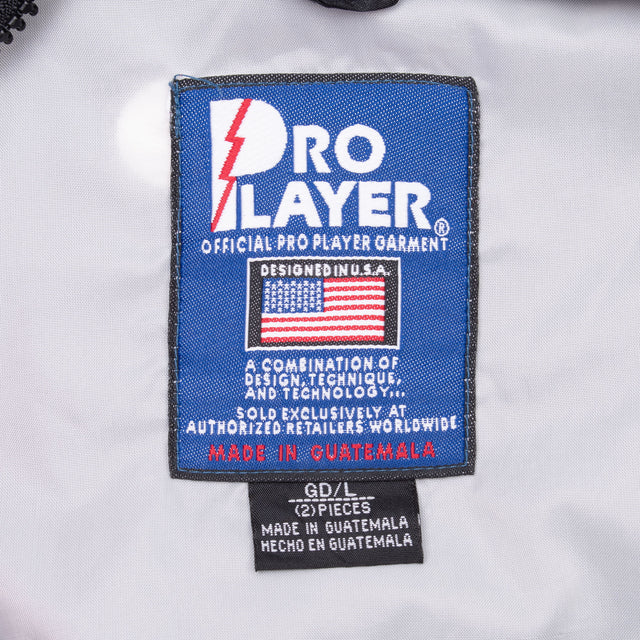 PRO
PLAYER®
OFFICIAL PRO PLAYER GARMENT
DESIGNED IN U.S.A.
A COMBINATION OF
DESIGN, TECHNIQUE,
AND TECHNOLOGY...
SOLD EXCLUSIVELY AT
AUTHORIZED RETAILERS WORLDWIDE
MADE IN GUATEMALA
GD/L
(2) PIECES
MADE IN GUATEMALA
HECHO EN GUATEMALA